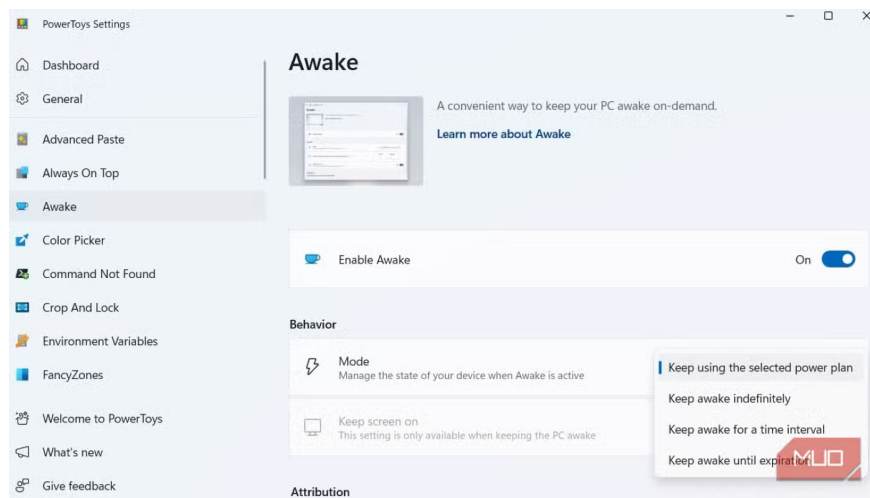 PowerToys Settings
Dashboard
General
Advanced Paste
Always On Top
Awake
Color Picker
Command Not Found
Crop And Lock
Environment Variables
FancyZones
Welcome to PowerToys
What's new
Give feedback
Awake
A convenient way to keep your PC awake on-demand.
Learn more about Awake
Enable Awake
On
Behavior
Mode
Manage the state of your device when Awake is active
Keep screen on
This setting is only available when keeping the PC awake
Keep using the selected power plan
Keep awake indefinitely
Keep awake for a time interval
Keep awake until expiration
MUO
Attribution